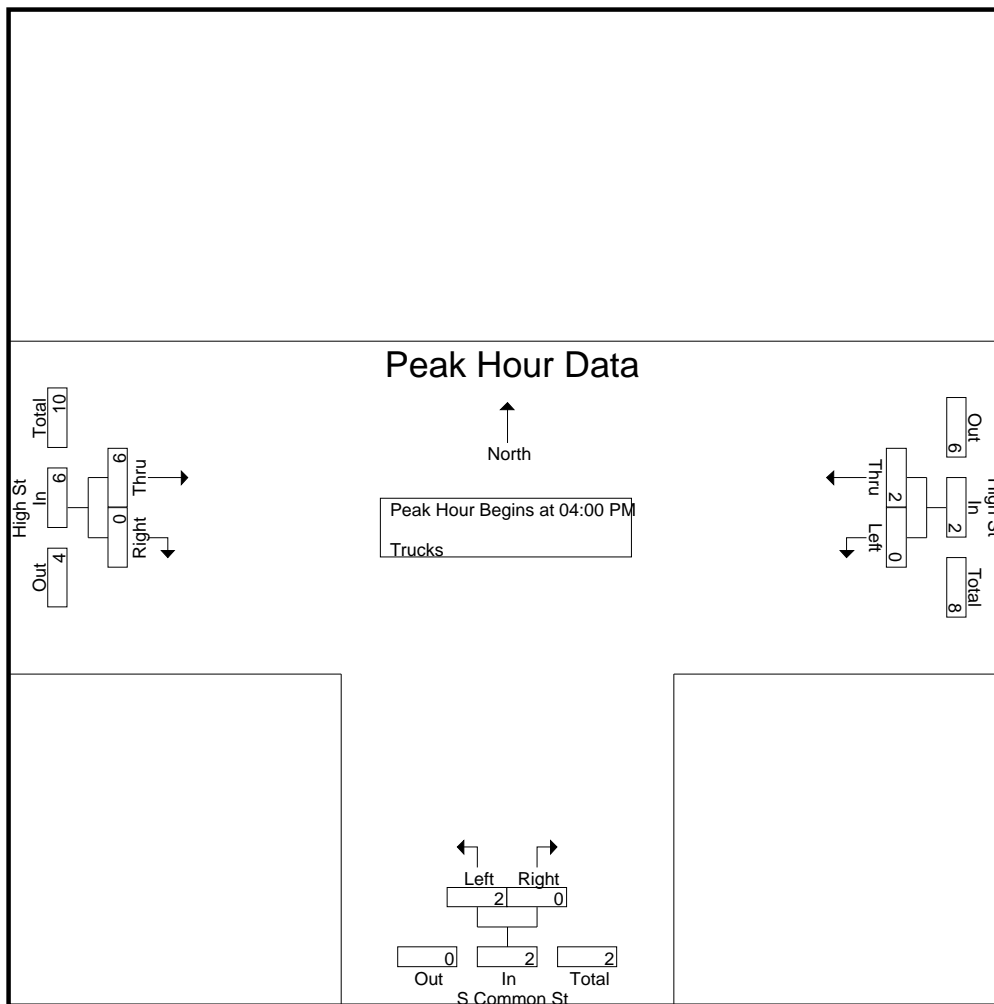 Peak Hour Data
North
Peak Hour Begins at 04:00 PM
Trucks
High St
Total
10
In
6
Out
4
6
Thru
0
Right
Out
6
In
2
Total
8
High St
Thru
2
Left
0
Left
Right
2
0
0
2
2
Out
In
Total
S Common St